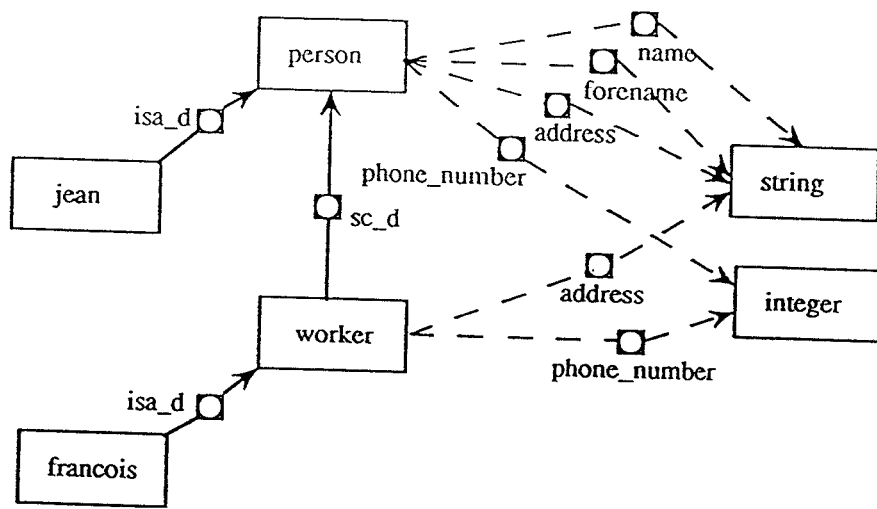 name
person
forename
isa_d
address
phone_number
string
jean
sc_d
address
integer
worker
phone_number
isa_d
francois